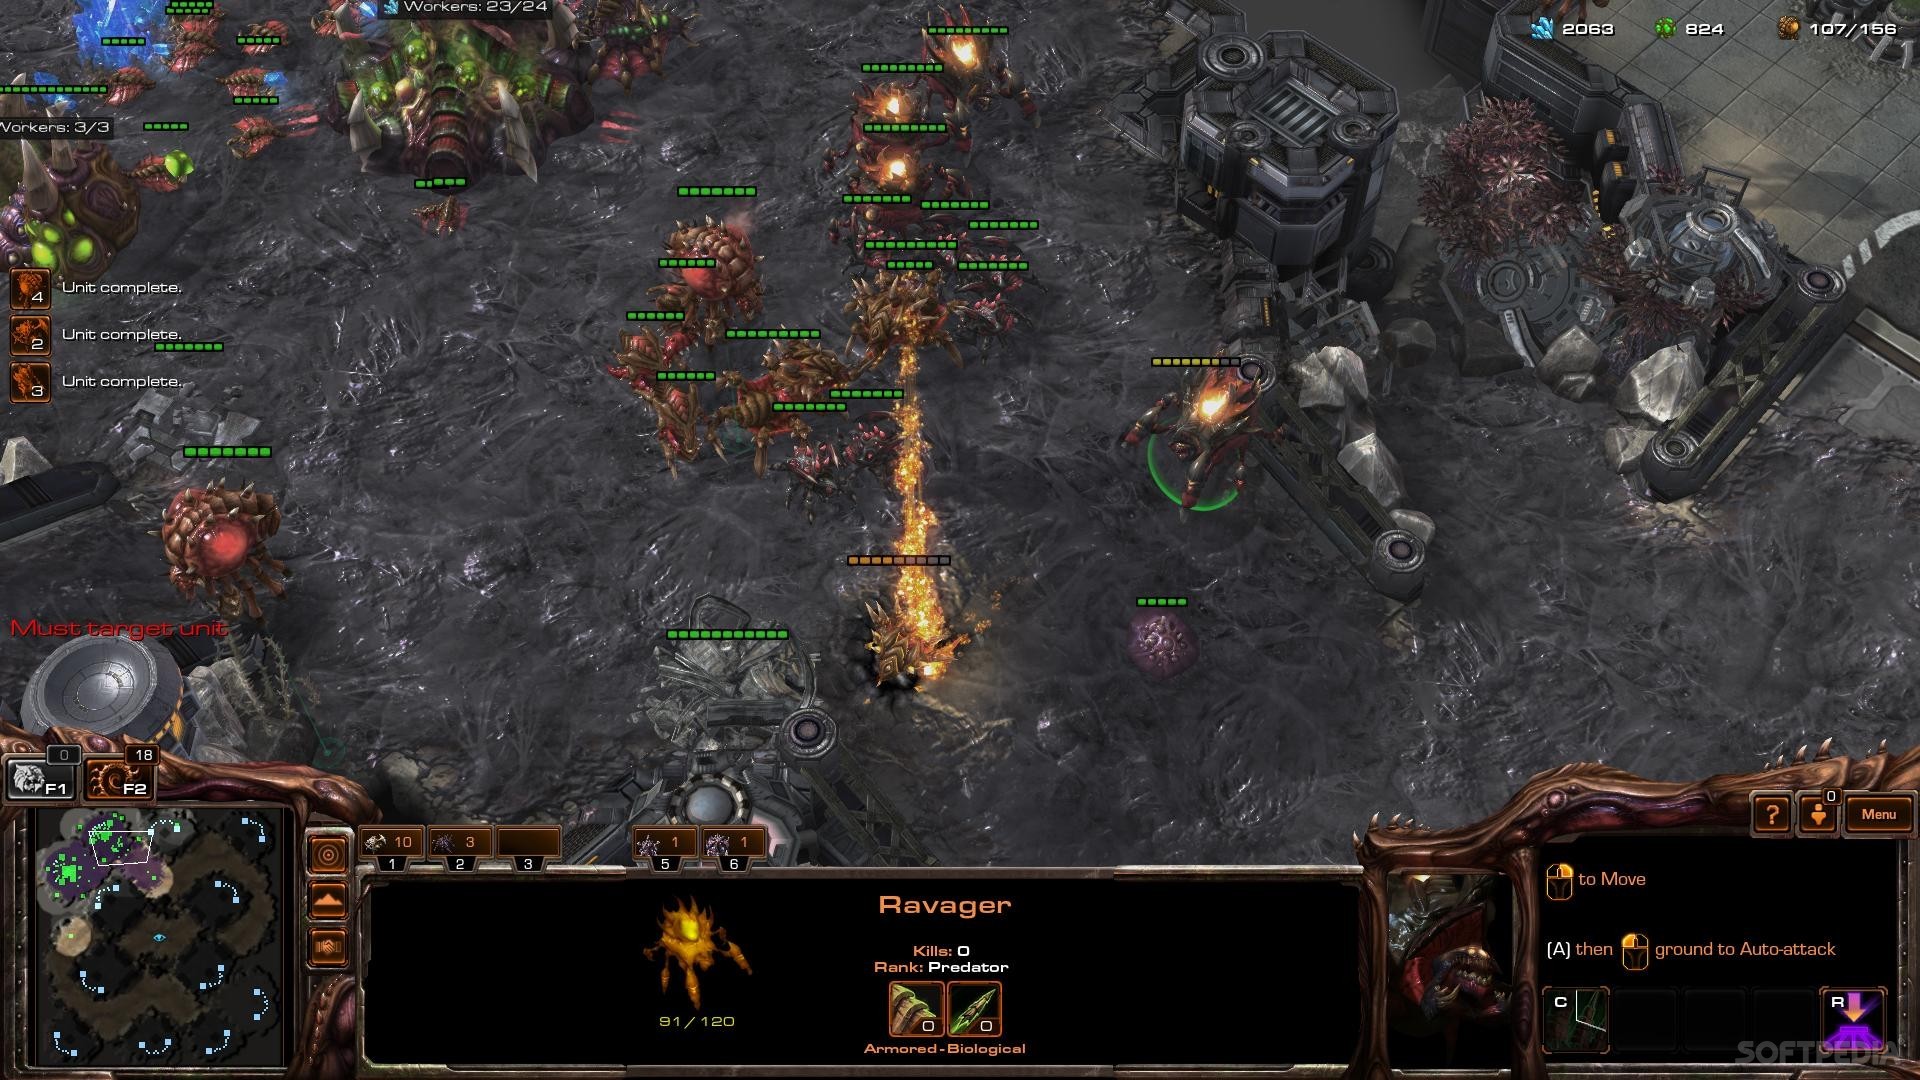 Workers: 23/24
2063 824 107/156
Workers: 3/3
4 Unit complete.
2 Unit complete.
3 Unit complete.
Must target unit
0 18
F1 F2
10 3 1 1
1 2 3 5 6
Ravager
Kills: 0
Rank: Predator
0 0
91 / 120
Armored-Biological
0
? Menu
to Move
(A) then ground to Auto-attack
C R
SOFTPEDIA